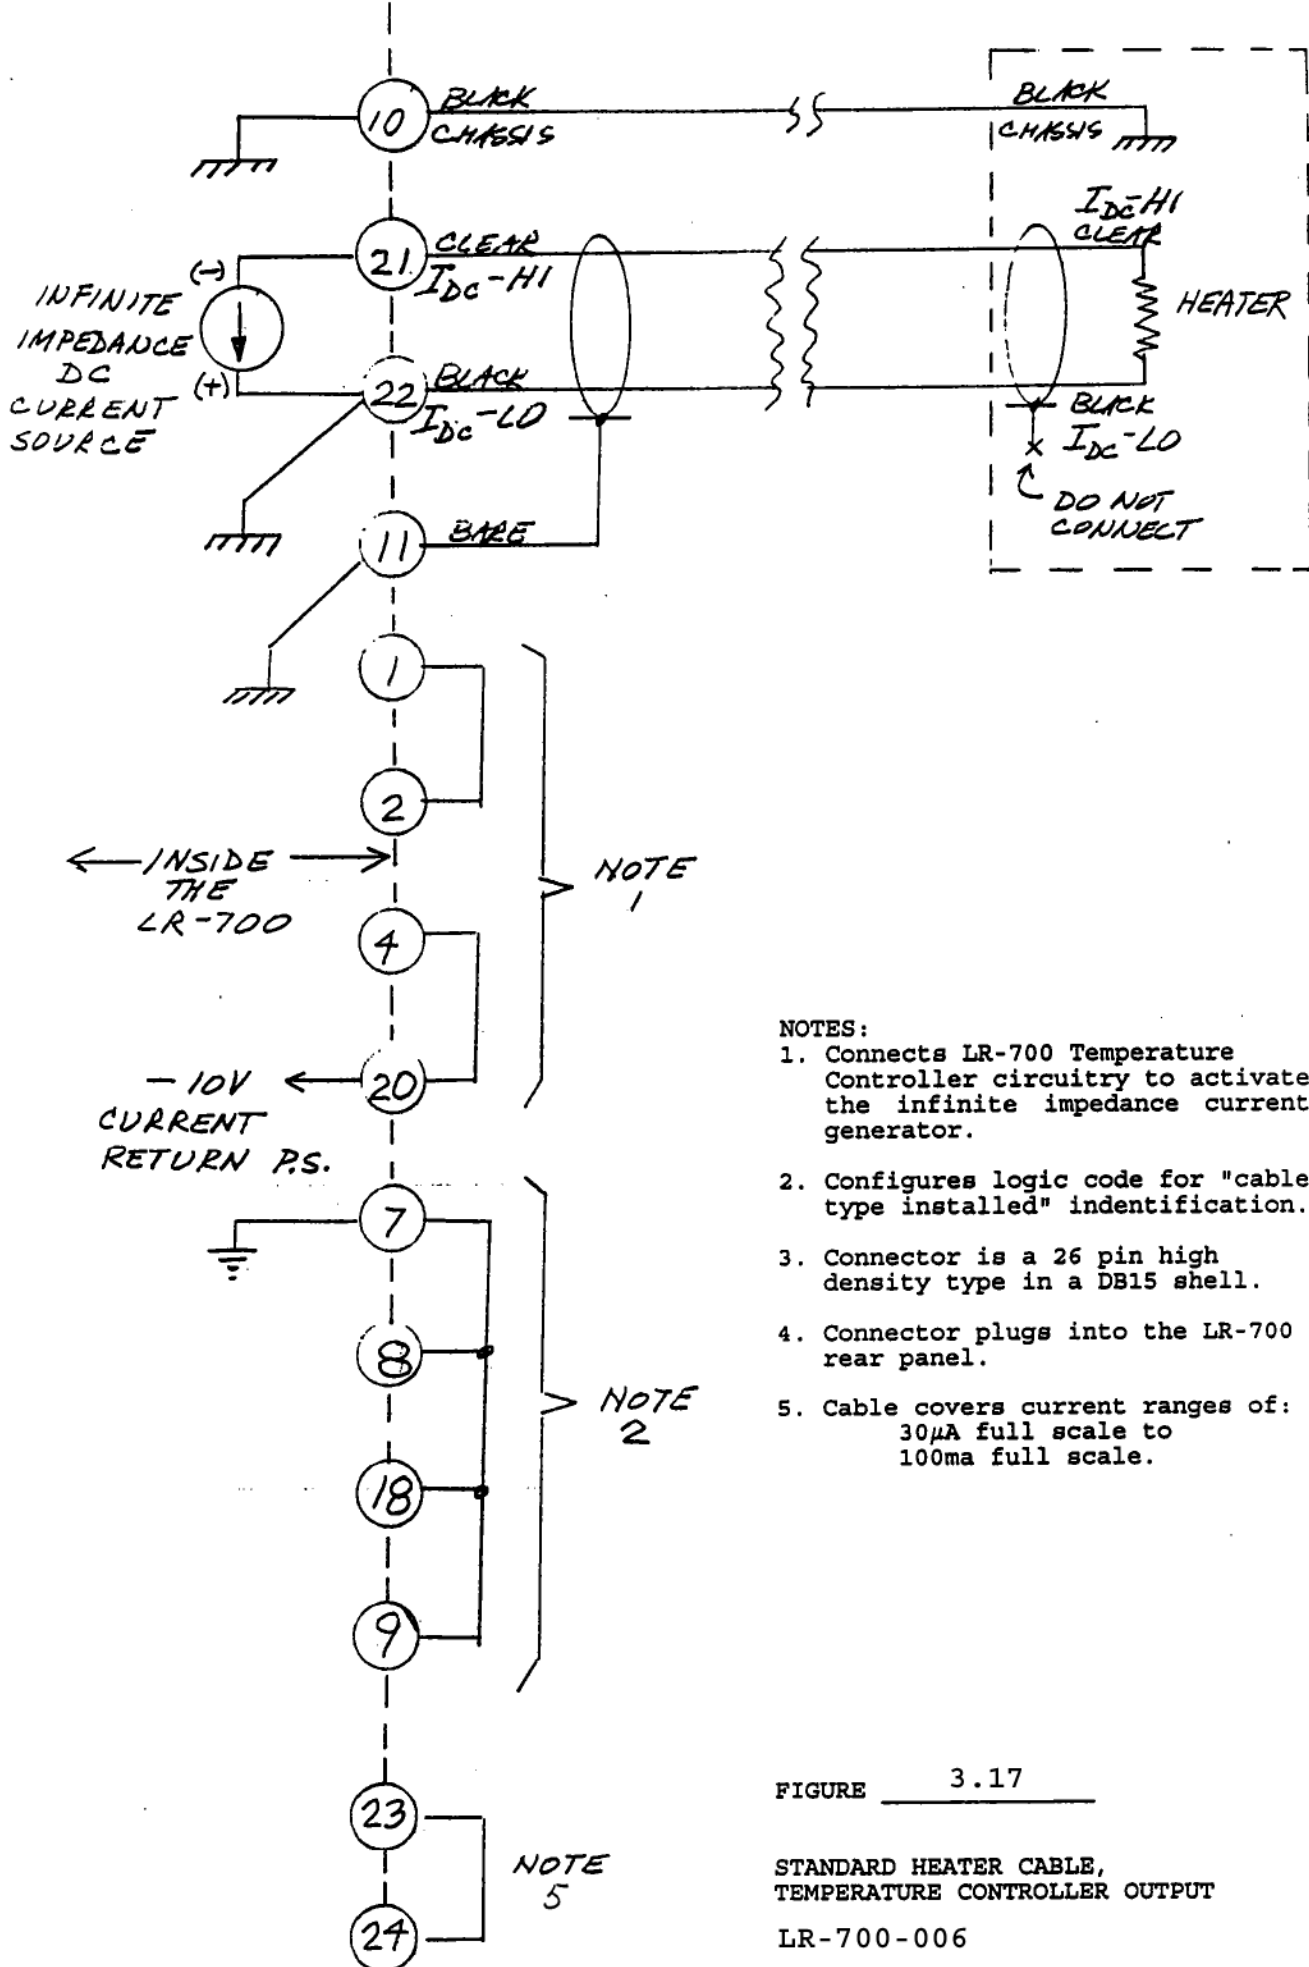 10
BLACK
CHASSIS
BLACK
CHASSIS
21
CLEAR
IDC-HI
IDC-HI
CLEAR
(-)
INFINITE
IMPEDANCE
DC
CURRENT
SOURCE
(+)
HEATER
22
BLACK
IDC-LO
BLACK
IDC-LO
DO NOT
CONNECT
11
BARE
1
2
INSIDE
THE
LR-700
NOTE
1
4
20
-10V
CURRENT
RETURN P.S.
7
8
18
9
NOTE
2
NOTES:
1. Connects LR-700 Temperature
Controller circuitry to activate
the infinite impedance current
generator.
2. Configures logic code for "cable
type installed" indentification.
3. Connector is a 26 pin high
density type in a DB15 shell.
4. Connector plugs into the LR-700
rear panel.
5. Cable covers current ranges of:
30µA full scale to
100ma full scale.
23
24
NOTE
5
FIGURE 3.17
STANDARD HEATER CABLE,
TEMPERATURE CONTROLLER OUTPUT
LR-700-006